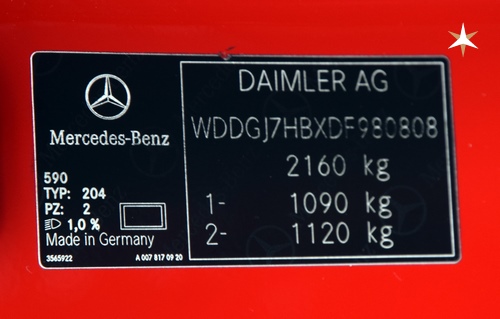 DAIMLER AG
WDDGJ7HBXDF980808
2160 kg
1- 1090 kg
2- 1120 kg
Mercedes-Benz
590
TYP: 204
PZ: 2
1,0 %
Made in Germany
3565922
A 007 817 09 20